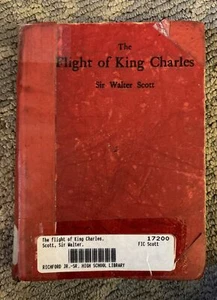 The
Flight of King Charles
Sir Walter Scott
The Flight of King Charles. 17200
Scott, Sir Walter. FIC Scott
RICHFORD JR.-SR. HIGH SCHOOL LIBRARY